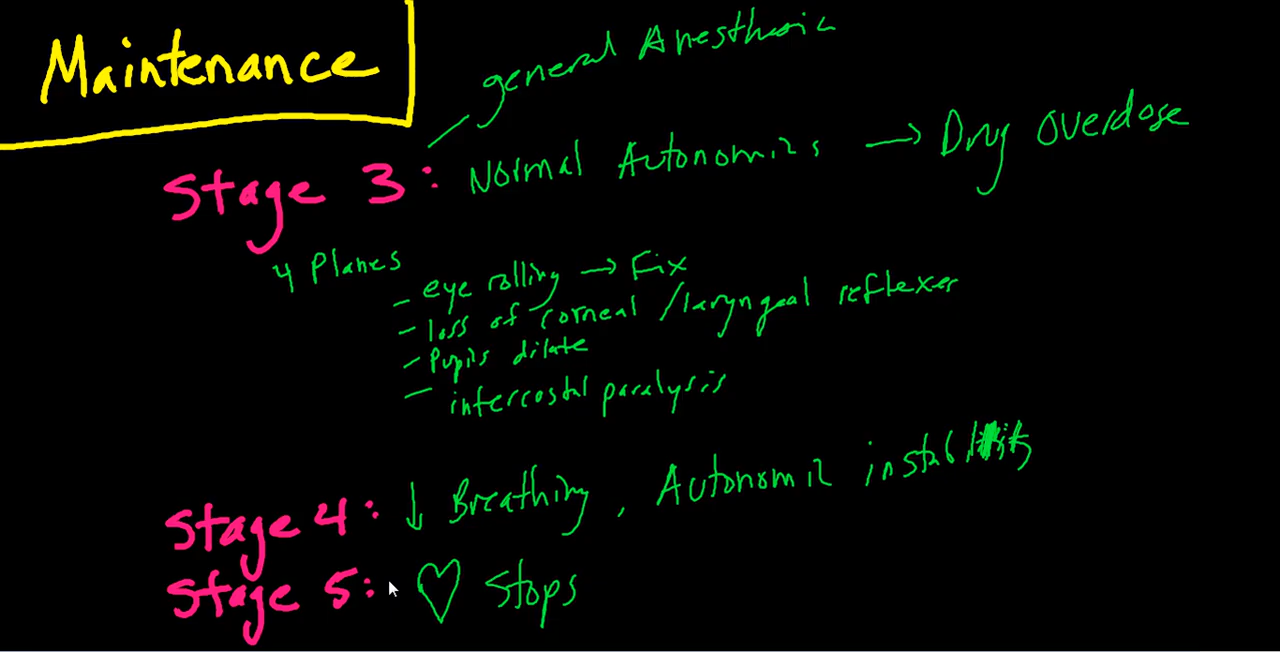 Maintenance
general Anesthesia
Stage 3: Normal Autonomics → Drug overdose
4 Planes
- eye rolling → Fix
- loss of corneal /laryngeal reflexes
- Pupils dilate
- intercostal paralysis
Stage 4: ↓ Breathing, Autonomic instability
Stage 5: ♡ Stops